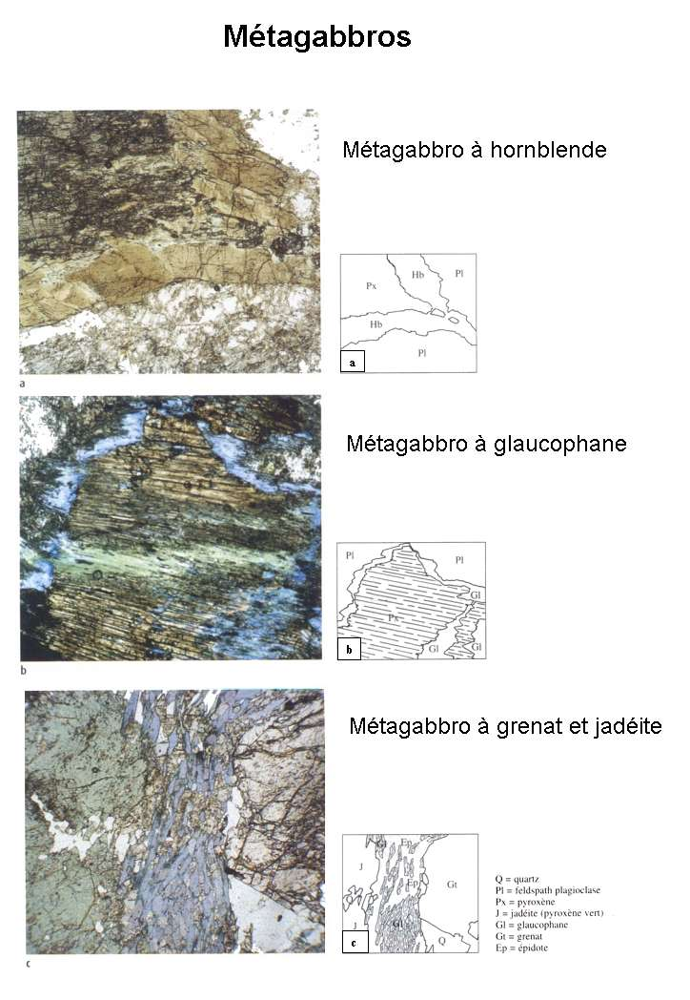 Métagabbros
Métagabbro à hornblende
Px
Hb
Pl
Hb
Pl
a
a
Métagabbro à glaucophane
Pl
Pl
Gl
Px
Gl
Gl
b
b
Métagabbro à grenat et jadéite
Gl
Ep
J
Ep
Gt
J
Gl
Q
c
c
Q = quartz
Pl = feldspath plagioclase
Px = pyroxène
J = jadéite (pyroxène vert)
Gl = glaucophane
Gt = grenat
Ep = épidote